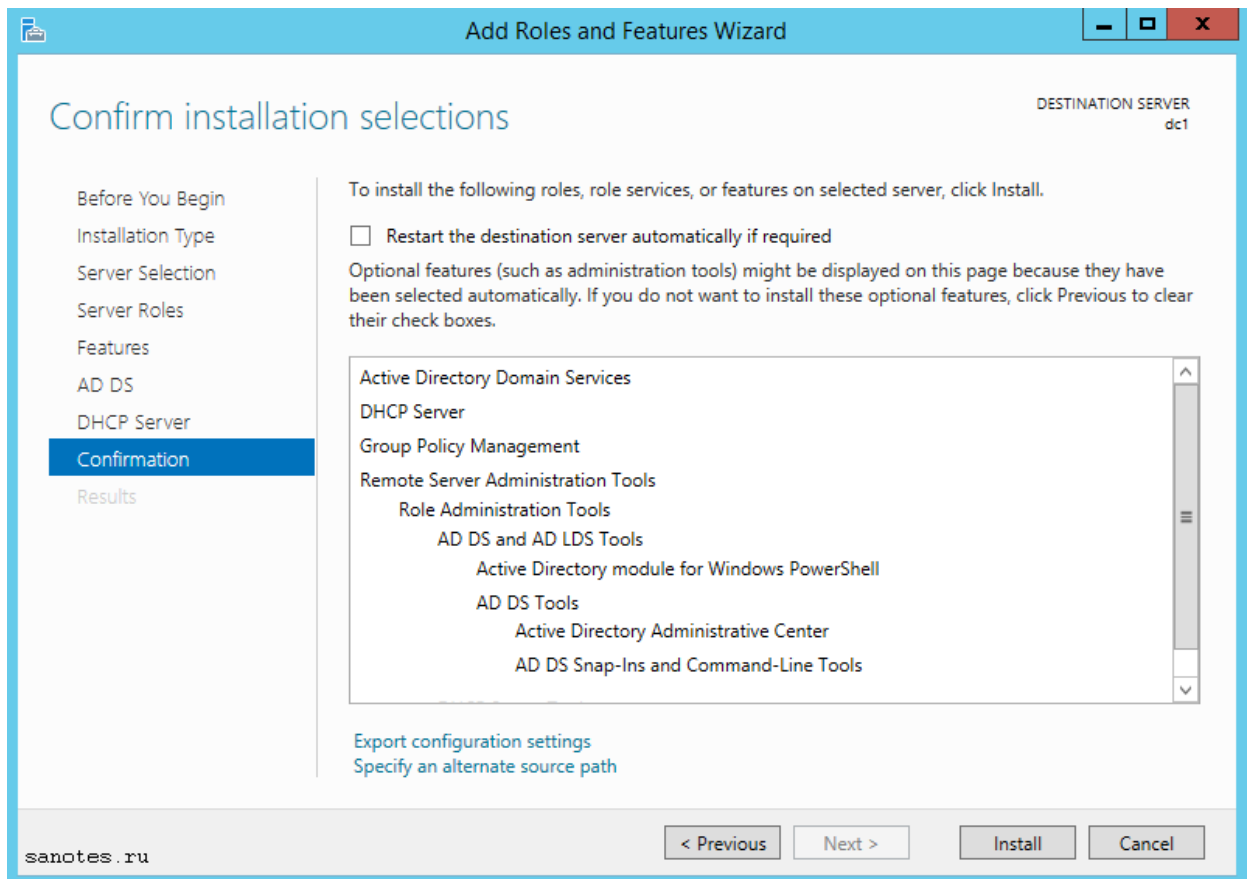 Add Roles and Features Wizard
Confirm installation selections
DESTINATION SERVER
dc1
Before You Begin
Installation Type
Server Selection
Server Roles
Features
AD DS
DHCP Server
Confirmation
Results
To install the following roles, role services, or features on selected server, click Install.
Restart the destination server automatically if required
Optional features (such as administration tools) might be displayed on this page because they have
been selected automatically. If you do not want to install these optional features, click Previous to clear
their check boxes.
Active Directory Domain Services
DHCP Server
Group Policy Management
Remote Server Administration Tools
Role Administration Tools
AD DS and AD LDS Tools
Active Directory module for Windows PowerShell
AD DS Tools
Active Directory Administrative Center
AD DS Snap-Ins and Command-Line Tools
Export configuration settings
Specify an alternate source path
< Previous
Next >
Install
Cancel
sanotes.ru